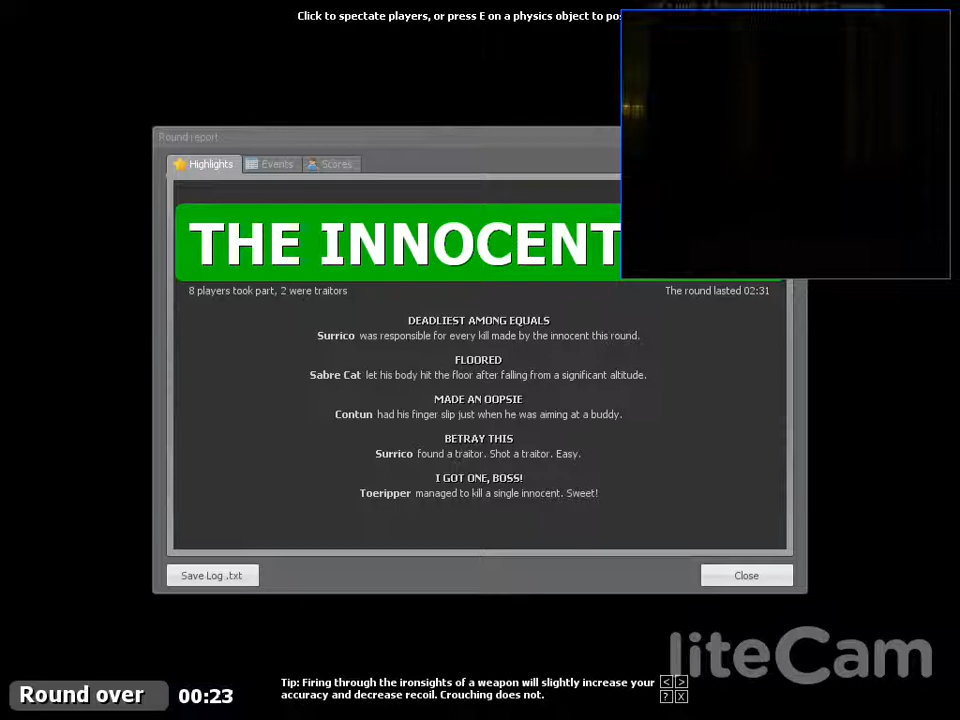 Click to spectate players, or press E on a physics object to pos
Round report
Highlights Events Scores
THE INNOCENT
8 players took part, 2 were traitors The round lasted 02:31
DEADLIEST AMONG EQUALS
Surrico was responsible for every kill made by the innocent this round.
FLOORED
Sabre Cat let his body hit the floor after falling from a significant altitude.
MADE AN OOPSIE
Contun had his finger slip just when he was aiming at a buddy.
BETRAY THIS
Surrico found a traitor. Shot a traitor. Easy.
I GOT ONE, BOSS!
Toeripper managed to kill a single innocent. Sweet!
Save Log .txt Close
liteCam
Round over 00:23
Tip: Firing through the ironsights of a weapon will slightly increase your < >
accuracy and decrease recoil. Crouching does not. ? X